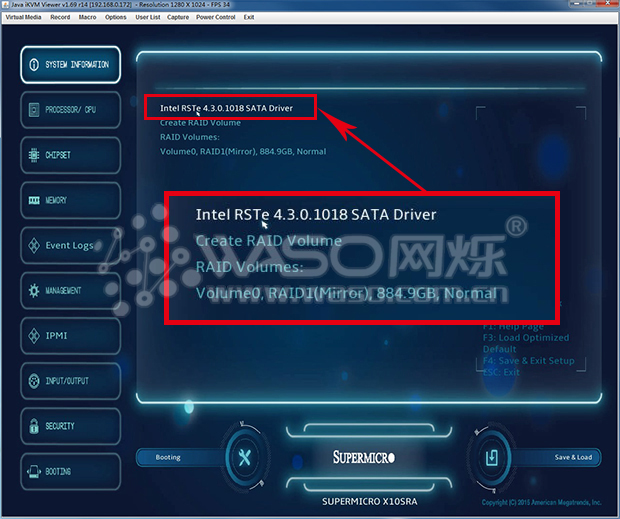 Java iKVM Viewer v1.69 r14 [192.168.0.172] - Resolution 1280 X 1024 - FPS 34
Virtual Media Record Macro Options User List Capture Power Control Exit
SYSTEM INFORMATION
PROCESSOR/ CPU
CHIPSET
MEMORY
Event Logs
MANAGEMENT
IPMI
INPUT/OUTPUT
SECURITY
BOOTING
Intel RSTe 4.3.0.1018 SATA Driver
Create RAID Volume
RAID Volumes:
Volume0, RAID1(Mirror), 884.9GB, Normal
Intel RSTe 4.3.0.1018 SATA Driver
Create RAID Volume
RAID Volumes:
Volume0, RAID1(Mirror), 884.9GB, Normal
VASO网烁®
www.vaso.com.cn
F1: Help Page
F3: Load Optimized
Default
F4: Save & Exit Setup
ESC: Exit
Booting
SUPERMICRO
Save & Load
SUPERMICRO X10SRA
Copyright (C) 2015 American Megatrends, Inc.